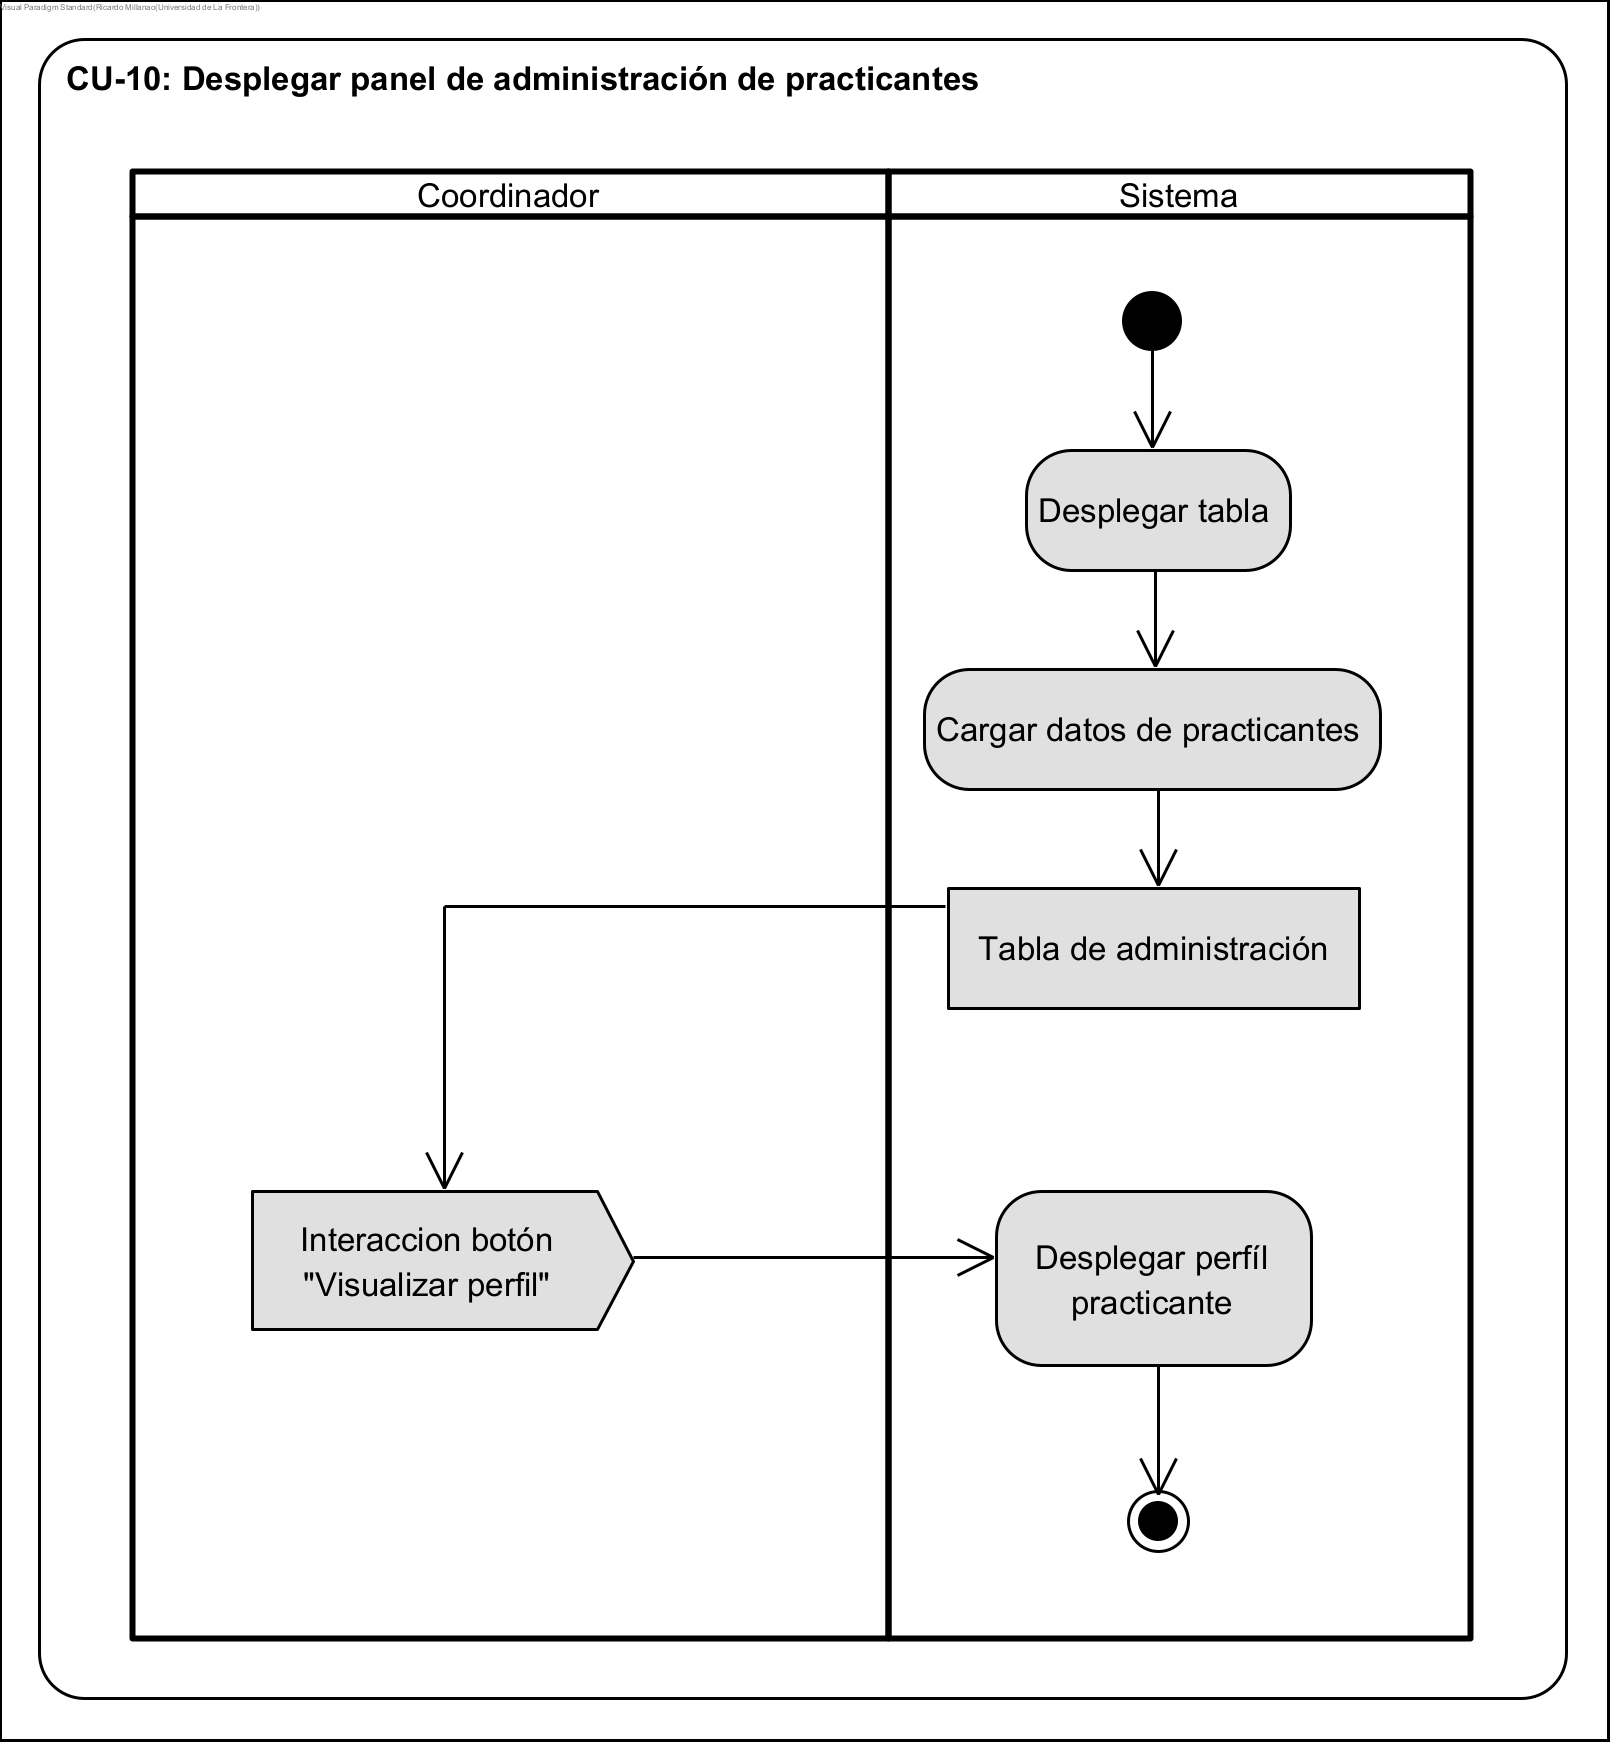 Visual Paradigm Standard(Ricardo Millanao(Universidad de La Frontera))
CU-10: Desplegar panel de administración de practicantes
Coordinador
Sistema
Desplegar tabla
Cargar datos de practicantes
Tabla de administración
Interaccion botón
"Visualizar perfil"
Desplegar perfíl
practicante